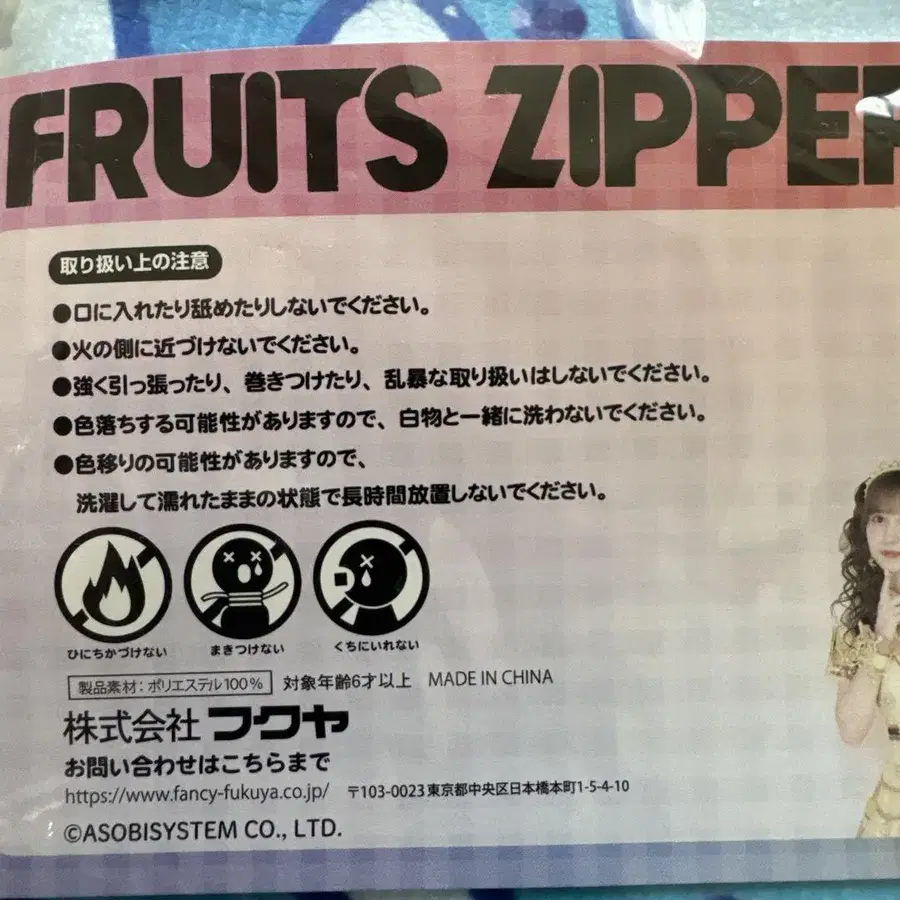 FRUITS ZIPPER
取り扱い上の注意
●口に入れたり舐めたりしないでください。
●火の側に近づけないでください。
●強く引っ張ったり、巻きつけたり、乱暴な取り扱いはしないでください。
●色落ちする可能性がありますので、白物と一緒に洗わないでください。
●色移りの可能性がありますので、
洗濯して濡れたままの状態で長時間放置しないでください。
ひにちかづけない まきつけない くちにいれない
製品素材：ポリエステル100％ 対象年齢6才以上 MADE IN CHINA
株式会社フクヤ
お問い合わせはこちらまで
https://www.fancy-fukuya.co.jp/ 〒103-0023東京都中央区日本橋本町1-5-4-10
©ASOBISYSTEM CO., LTD.